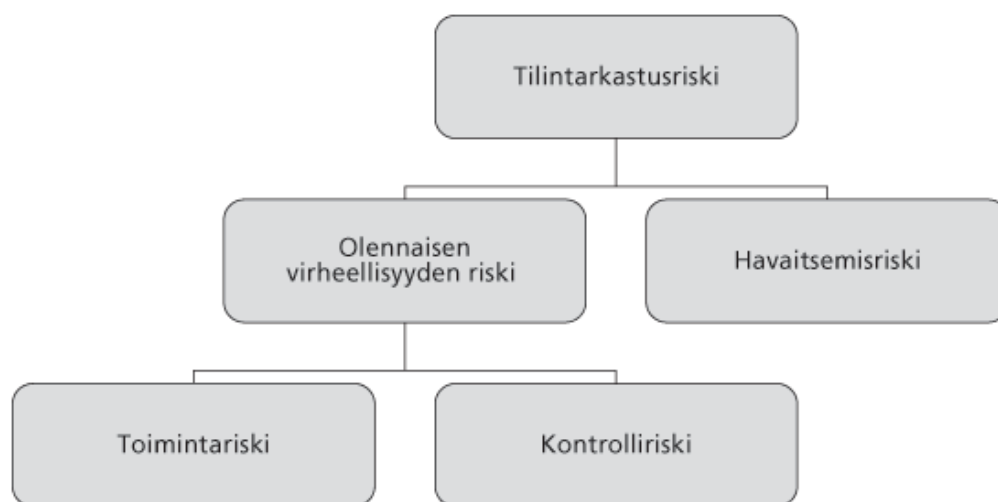 Tilintarkastusriski
Olennaisen
virheellisyyden riski
Havaitsemisriski
Toimintariski
Kontrolliriski